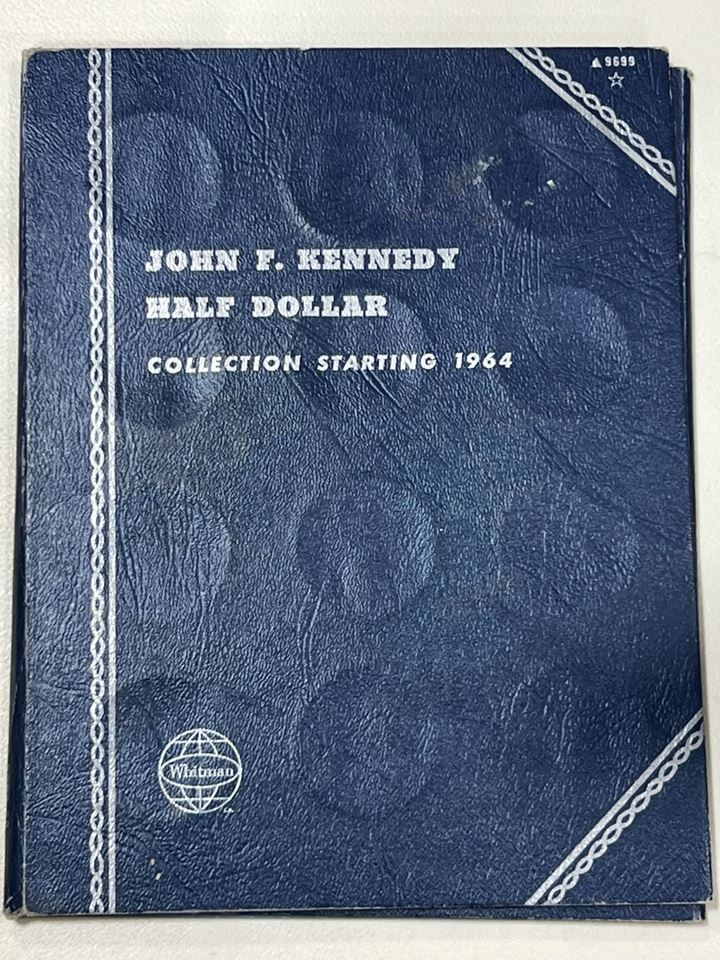 9699
JOHN F. KENNEDY
HALF DOLLAR
COLLECTION STARTING 1964
Whitman